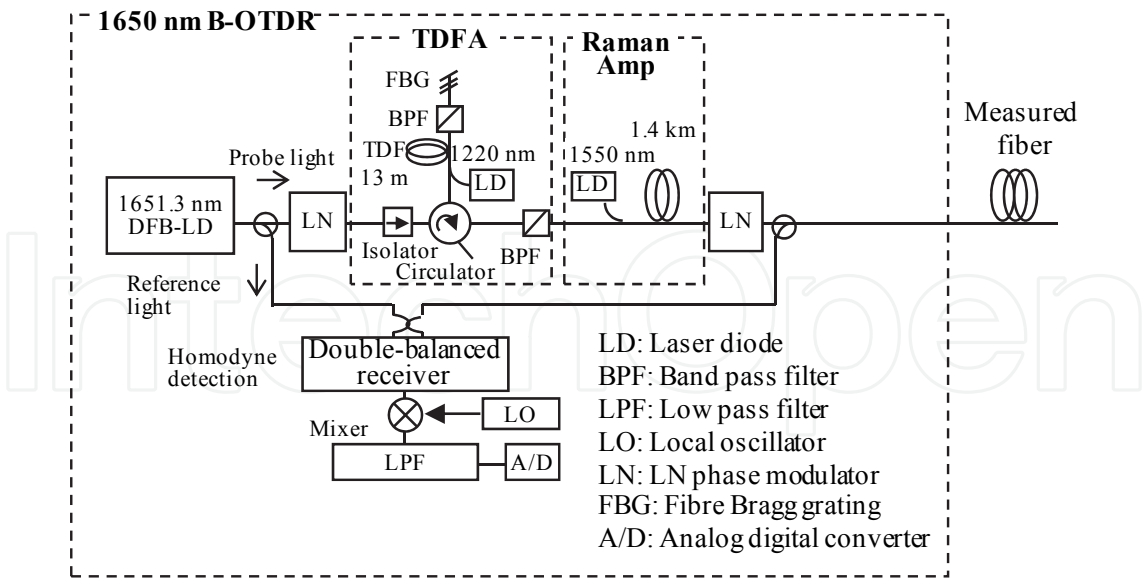 1650 nm B-OTDR
TDFA
Raman
Amp
FBG
BPF
TDF
13 m
1220 nm
LD
1550 nm
LD
1.4 km
Measured
fiber
Probe light
1651.3 nm
DFB-LD
LN
Isolator
Circulator
BPF
LN
Reference
light
Homodyne
detection
Double-balanced
receiver
Mixer
LO
LPF
A/D
LD: Laser diode
BPF: Band pass filter
LPF: Low pass filter
LO: Local oscillator
LN: LN phase modulator
FBG: Fibre Bragg grating
A/D: Analog digital converter
IntechOpen